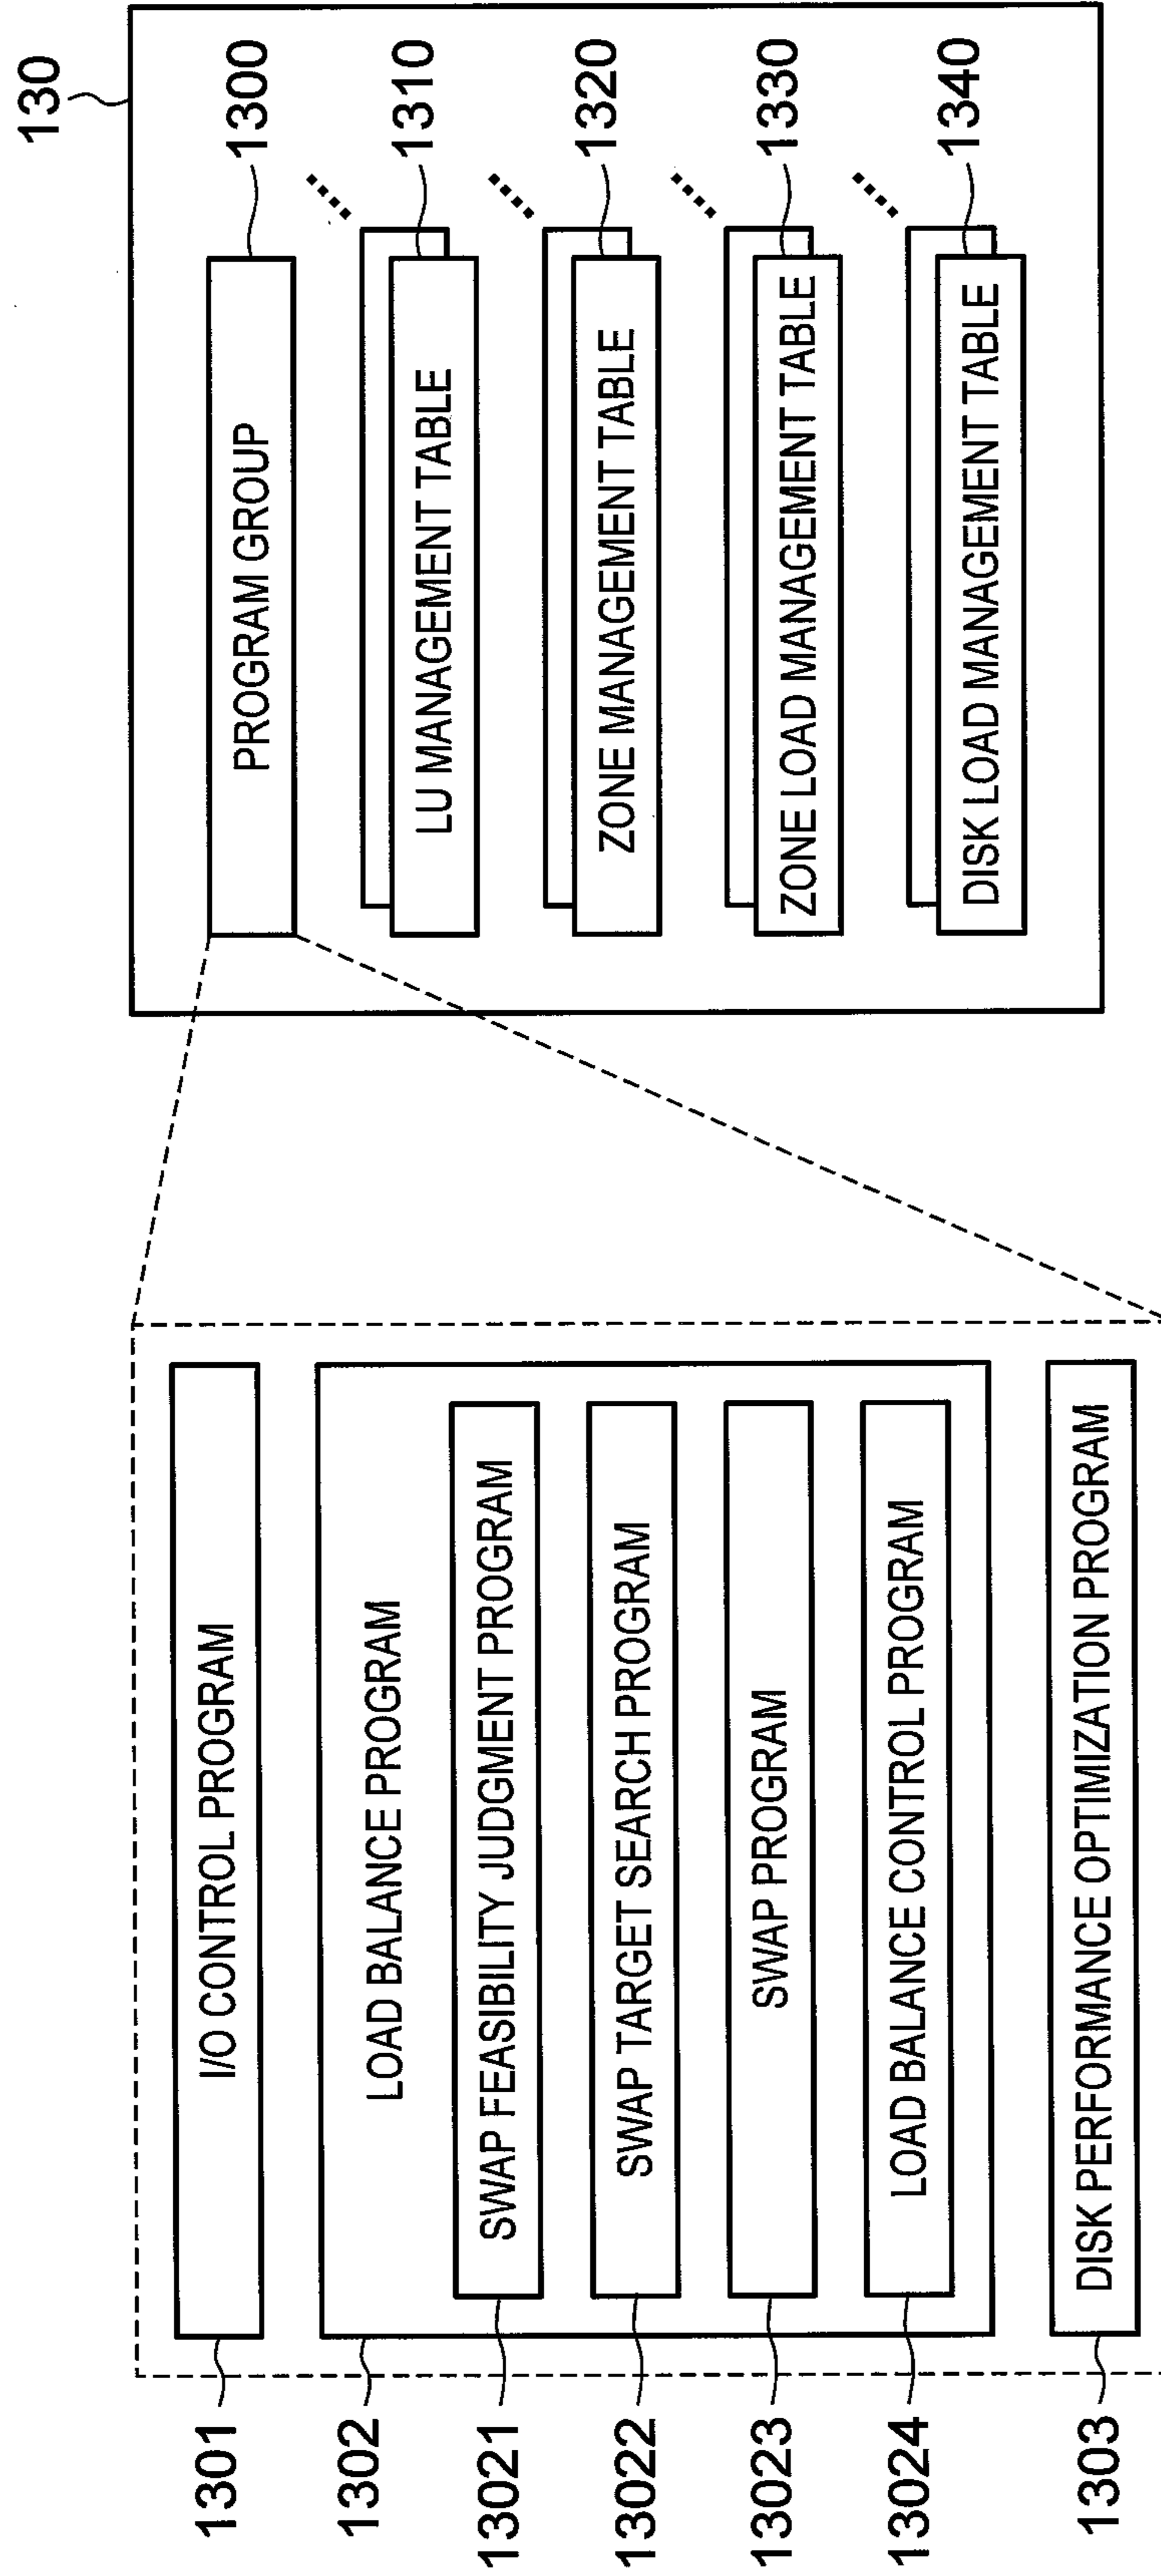 130
1300
PROGRAM GROUP
1310
LU MANAGEMENT TABLE
1320
ZONE MANAGEMENT TABLE
1330
ZONE LOAD MANAGEMENT TABLE
1340
DISK LOAD MANAGEMENT TABLE
1301
I/O CONTROL PROGRAM
1302
LOAD BALANCE PROGRAM
13021
SWAP FEASIBILITY JUDGMENT PROGRAM
13022
SWAP TARGET SEARCH PROGRAM
13023
SWAP PROGRAM
13024
LOAD BALANCE CONTROL PROGRAM
1303
DISK PERFORMANCE OPTIMIZATION PROGRAM